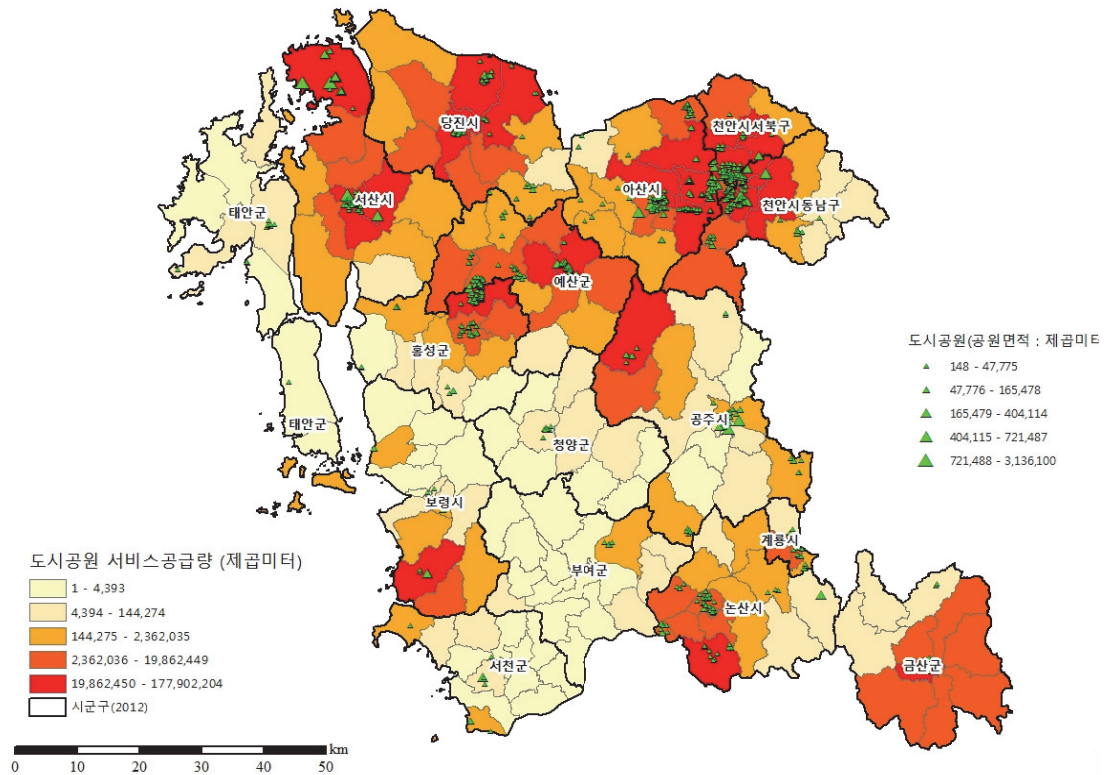 천안시서북구
당진시
아산시
서산시
천안시동남구
태안군
예산군
홍성군
태안군
공주시
청양군
보령시
계룡시
부여군
논산시
서천군
금산군
도시공원(공원면적 : 제곱미터
148 - 47,775
47,776 - 165,478
165,479 - 404,114
404,115 - 721,487
721,488 - 3,136,100
도시공원 서비스공급량 (제곱미터)
1 - 4,393
4,394 - 144,274
144,275 - 2,362,035
2,362,036 - 19,862,449
19,862,450 - 177,902,204
시군구(2012)
km
0 10 20 30 40 50